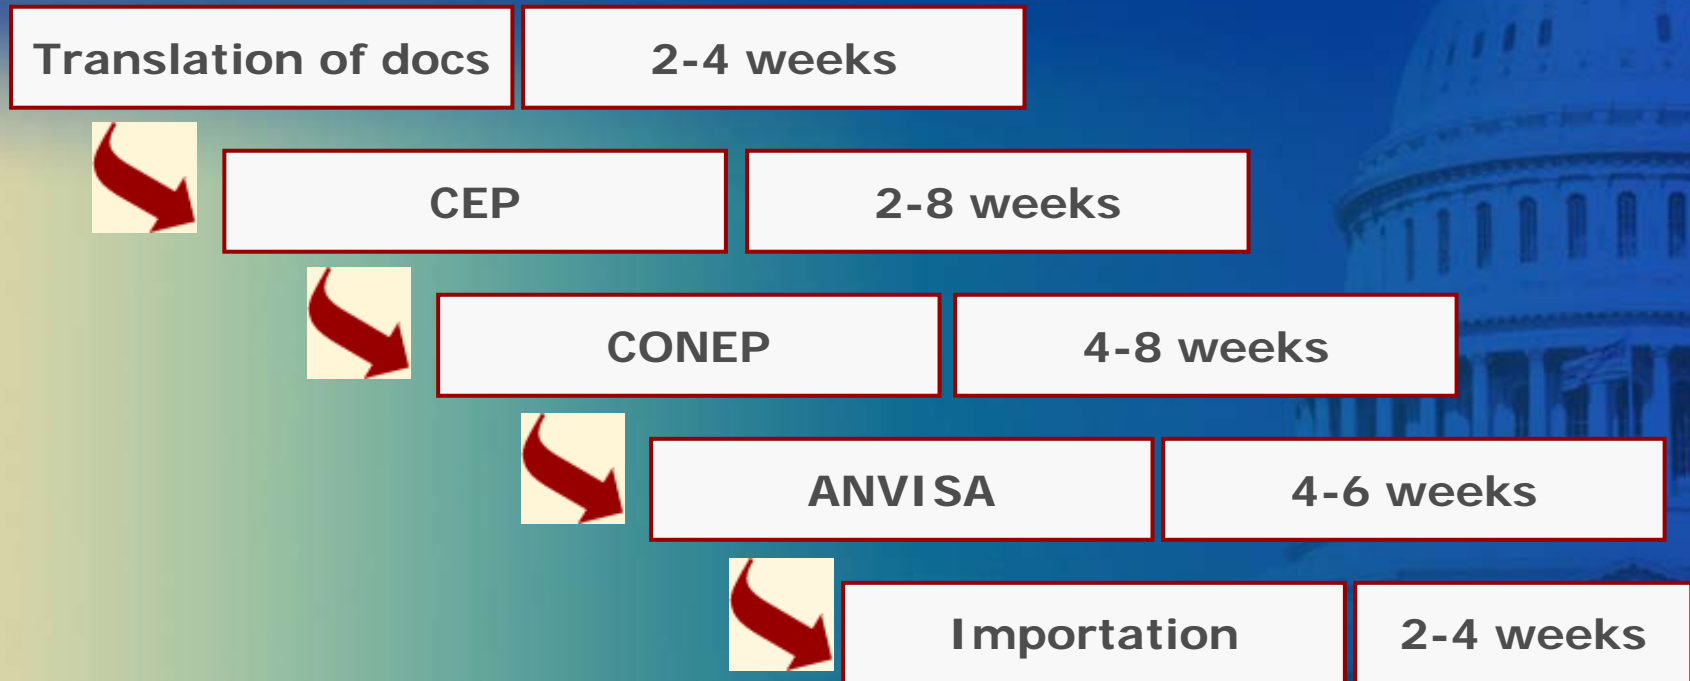 Translation of docs
2-4 weeks
CEP
2-8 weeks
CONEP
4-8 weeks
ANVISA
4-6 weeks
Importation
2-4 weeks